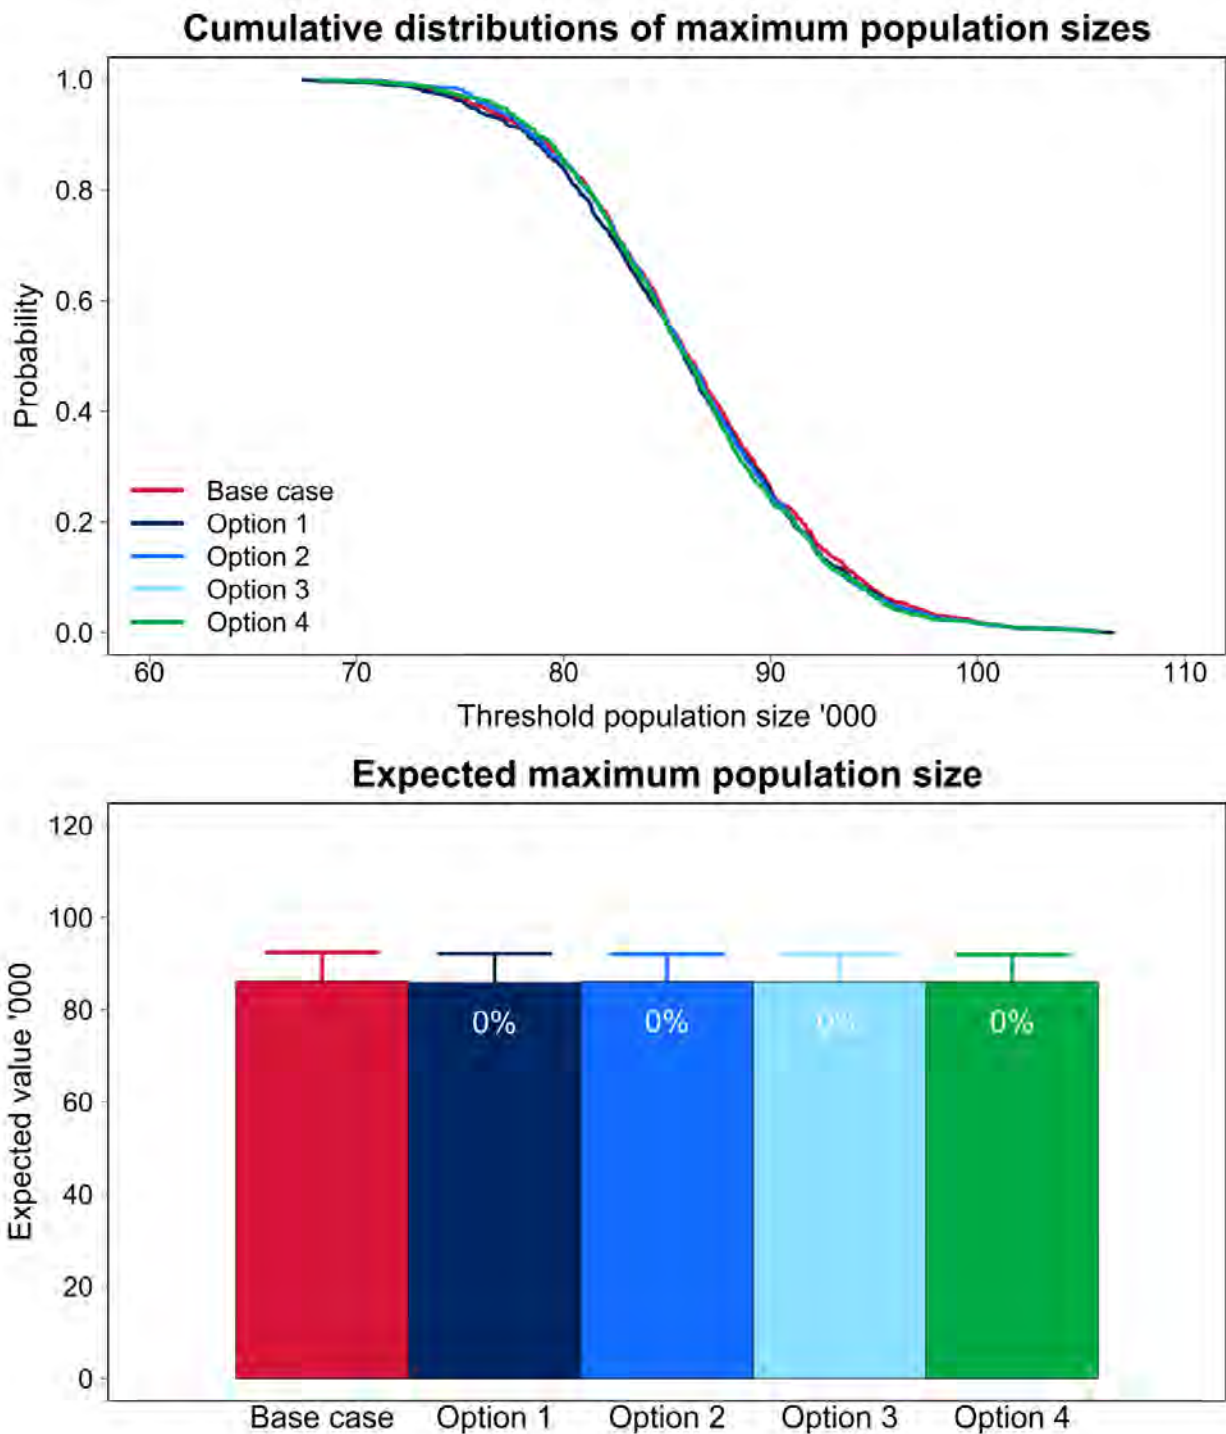 Cumulative distributions of maximum population sizes
1.0
0.8
0.6
0.4
0.2
0.0
Probability
Base case
Option 1
Option 2
Option 3
Option 4
60 70 80 90 100 110
Threshold population size '000
Expected maximum population size
120
100
80
60
40
20
0
Expected value '000
0% 0% 0% 0%
Base case Option 1 Option 2 Option 3 Option 4